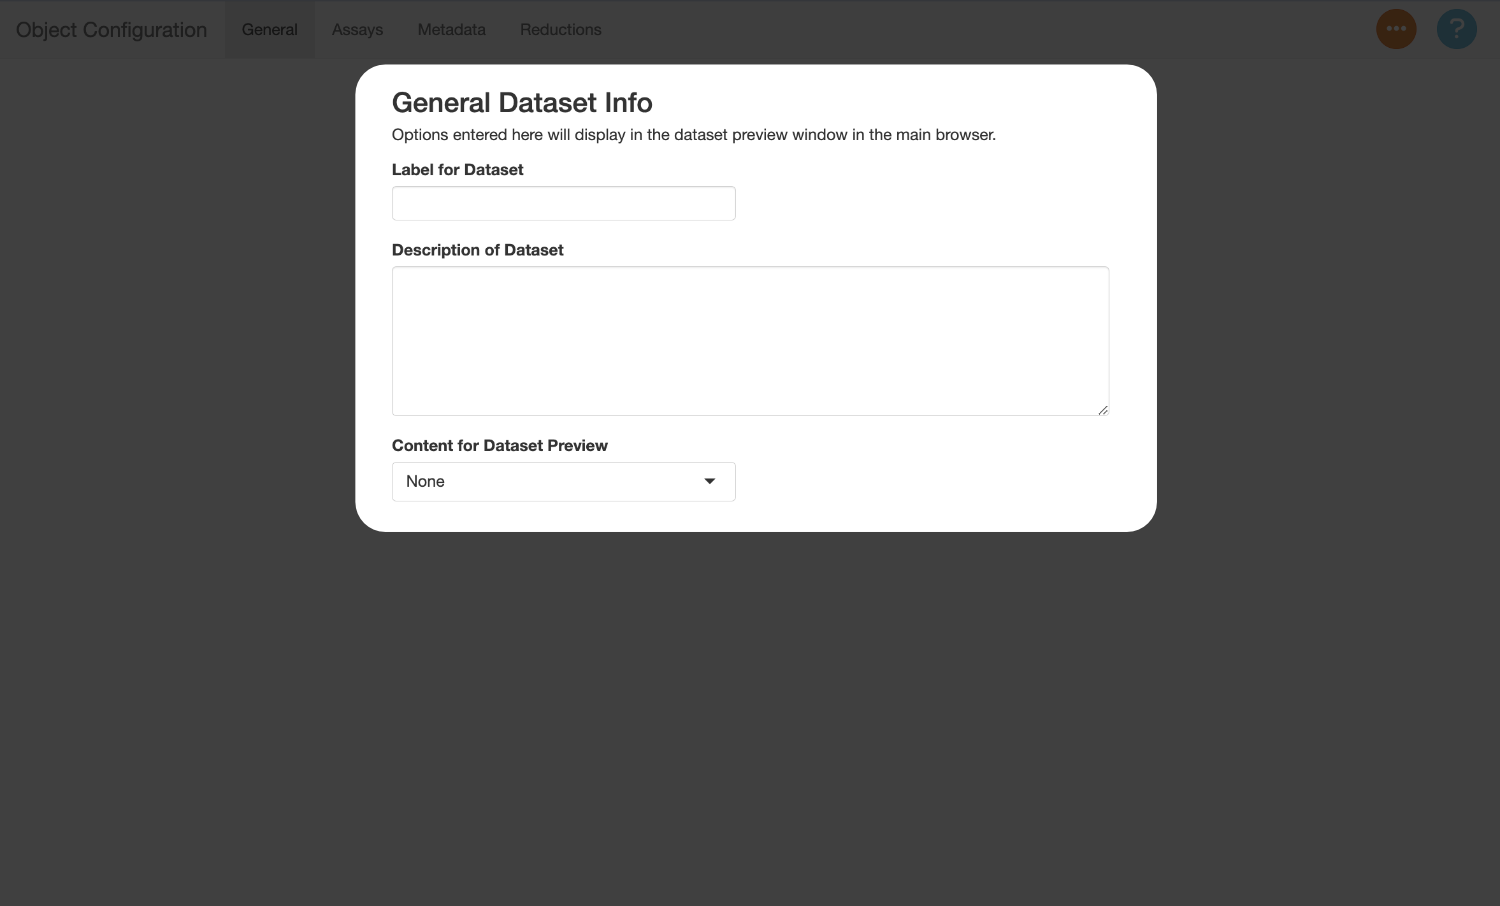 Object Configuration General Assays Metadata Reductions ••• ?
General Dataset Info
Options entered here will display in the dataset preview window in the main browser.
Label for Dataset
Description of Dataset
Content for Dataset Preview
None